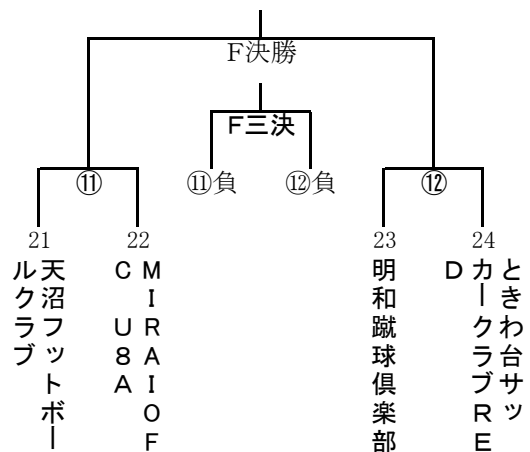 F決勝
F三決
⑪
⑪負
⑫負
⑫
21
22
23
24
天沼フットボー
ルクラブ
MIRAIOF
C U8A
明和蹴球倶楽部
ときわ台サッ
カークラブRE
D